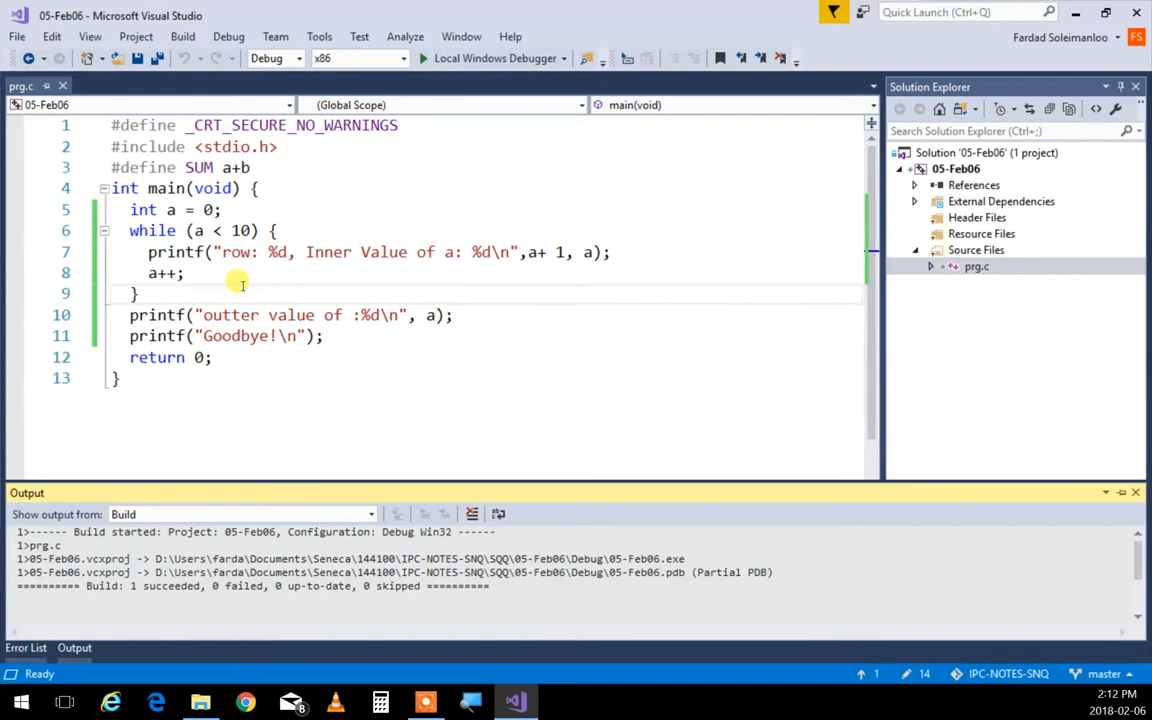 05-Feb06 - Microsoft Visual Studio
Quick Launch (Ctrl+Q)
File Edit View Project Build Debug Team Tools Test Analyze Window Help
Fardad Soleimanloo FS
Debug x86 Local Windows Debugger
prg.c
05-Feb06 (Global Scope) main(void)
1 #define _CRT_SECURE_NO_WARNINGS
2 #include <stdio.h>
3 #define SUM a+b
4 int main(void) {
5 int a = 0;
6 while (a < 10) {
7 printf("row: %d, Inner Value of a: %d\n",a+ 1, a);
8 a++;
9 }
10 printf("outter value of :%d\n", a);
11 printf("Goodbye!\n");
12 return 0;
13 }
Solution Explorer
Search Solution Explorer (Ctrl+;)
Solution '05-Feb06' (1 project)
05-Feb06
References
External Dependencies
Header Files
Resource Files
Source Files
prg.c
Output
Show output from: Build
1>------ Build started: Project: 05-Feb06, Configuration: Debug Win32 ------
1>prg.c
1>05-Feb06.vcxproj -> D:\Users\farda\Documents\Seneca\144100\IPC-NOTES-SNQ\SQQ\05-Feb06\Debug\05-Feb06.exe
1>05-Feb06.vcxproj -> D:\Users\farda\Documents\Seneca\144100\IPC-NOTES-SNQ\SQQ\05-Feb06\Debug\05-Feb06.pdb (Partial PDB)
========== Build: 1 succeeded, 0 failed, 0 up-to-date, 0 skipped ==========
Error List Output
Ready 1 14 IPC-NOTES-SNQ master
8
2:12 PM
2018-02-06